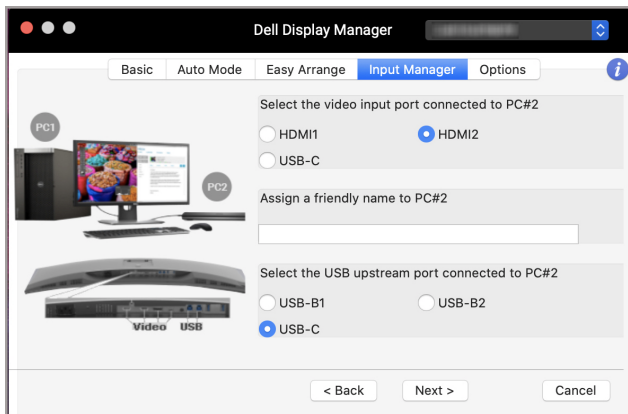 Dell Display Manager
Basic
Auto Mode
Easy Arrange
Input Manager
Options
i
Select the video input port connected to PC#2
HDMI1
HDMI2
USB-C
PC1
PC2
Assign a friendly name to PC#2
Select the USB upstream port connected to PC#2
USB-B1
USB-B2
USB-C
Video
USB
< Back
Next >
Cancel